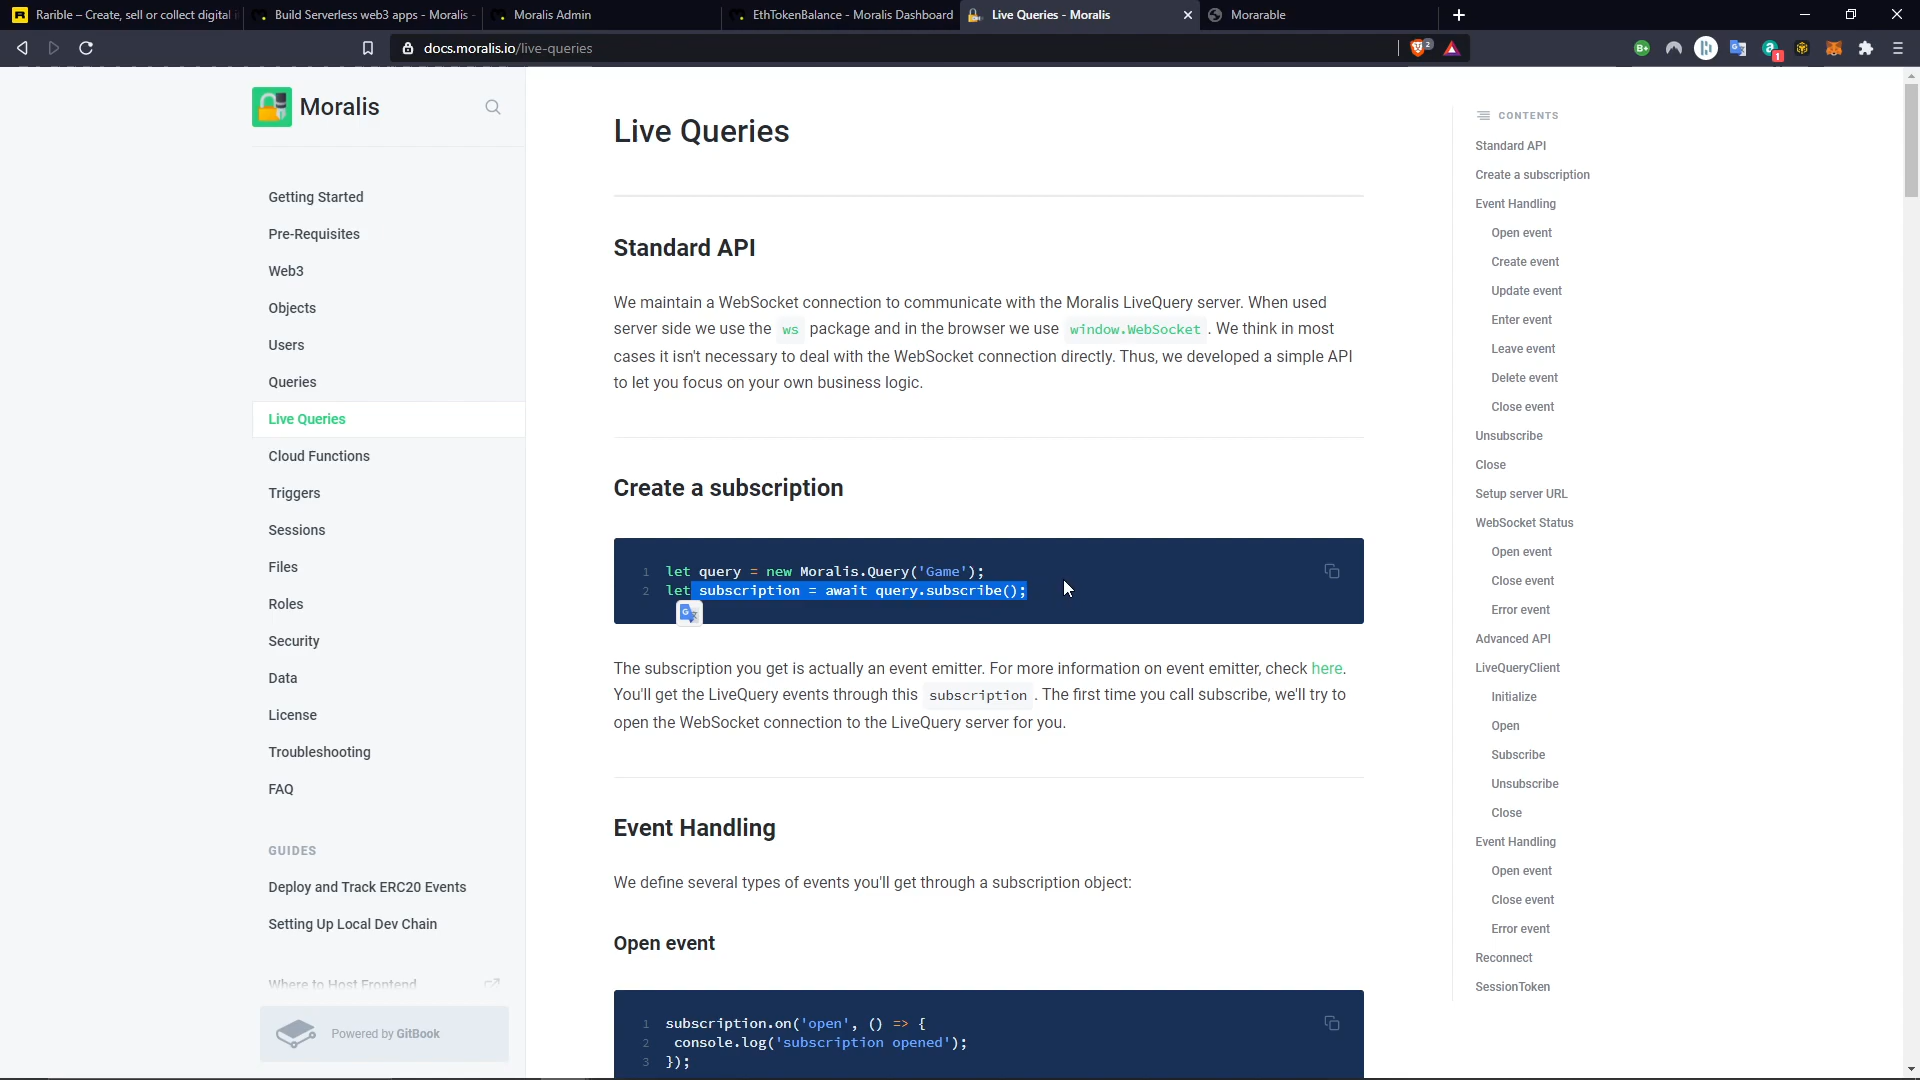 Rarible – Create, sell or collect digital i
Build Serverless web3 apps - Moralis -
Moralis Admin
EthTokenBalance - Moralis Dashboard
Live Queries - Moralis
Morarable
docs.moralis.io/live-queries
2
B+
1
Moralis
Getting Started
Pre-Requisites
Web3
Objects
Users
Queries
Live Queries
Cloud Functions
Triggers
Sessions
Files
Roles
Security
Data
License
Troubleshooting
FAQ
GUIDES
Deploy and Track ERC20 Events
Setting Up Local Dev Chain
Where to Host Frontend
Powered by GitBook
Live Queries
Standard API
We maintain a WebSocket connection to communicate with the Moralis LiveQuery server. When used
server side we use the ws package and in the browser we use window.WebSocket . We think in most
cases it isn't necessary to deal with the WebSocket connection directly. Thus, we developed a simple API
to let you focus on your own business logic.
Create a subscription
1 let query = new Moralis.Query('Game');
2 let subscription = await query.subscribe();
The subscription you get is actually an event emitter. For more information on event emitter, check here.
You'll get the LiveQuery events through this subscription . The first time you call subscribe, we'll try to
open the WebSocket connection to the LiveQuery server for you.
Event Handling
We define several types of events you'll get through a subscription object:
Open event
1 subscription.on('open', () => {
2 console.log('subscription opened');
3 });
CONTENTS
Standard API
Create a subscription
Event Handling
Open event
Create event
Update event
Enter event
Leave event
Delete event
Close event
Unsubscribe
Close
Setup server URL
WebSocket Status
Open event
Close event
Error event
Advanced API
LiveQueryClient
Initialize
Open
Subscribe
Unsubscribe
Close
Event Handling
Open event
Close event
Error event
Reconnect
SessionToken